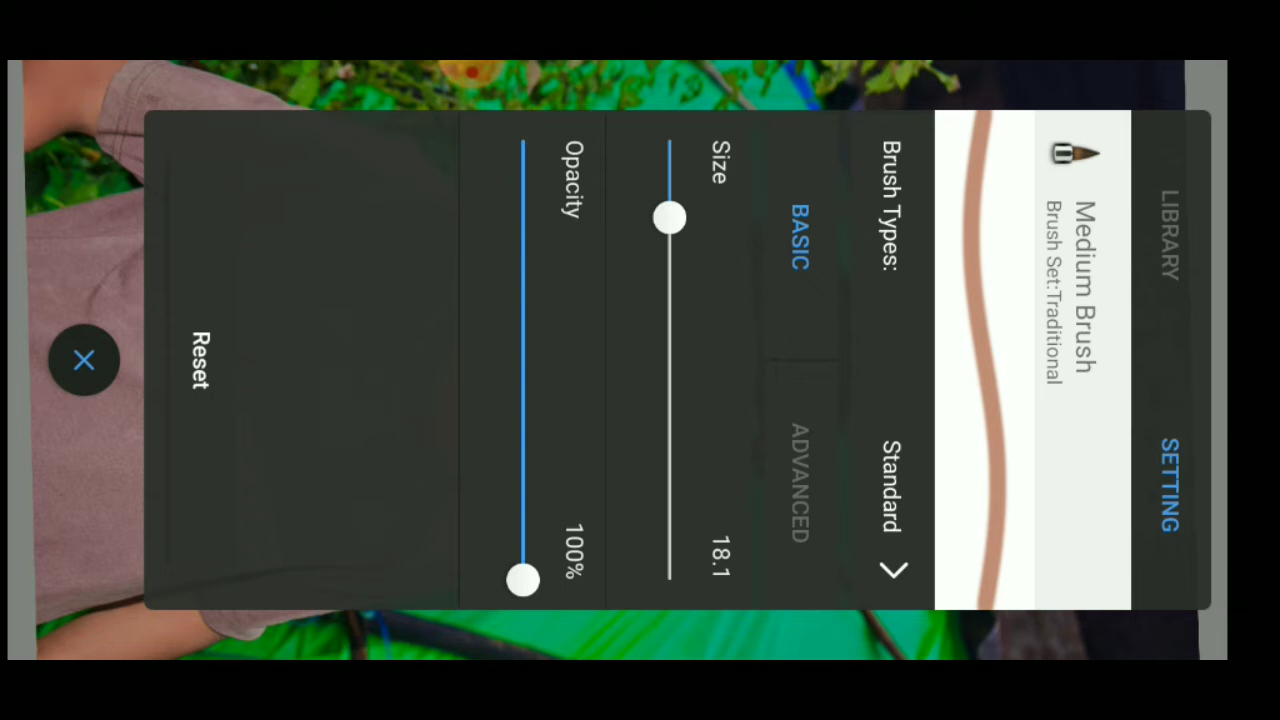 LIBRARY SETTING
Medium Brush
Brush Set:Traditional
Brush Types: Standard
BASIC ADVANCED
Size 18.1
Opacity 100%
Reset